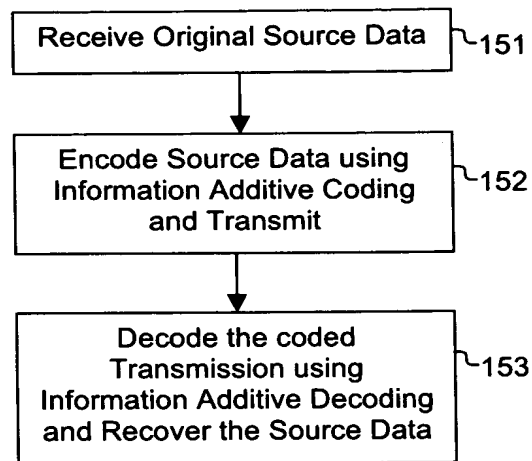 Receive Original Source Data
151
Encode Source Data using
Information Additive Coding
and Transmit
152
Decode the coded
Transmission using
Information Additive Decoding
and Recover the Source Data
153